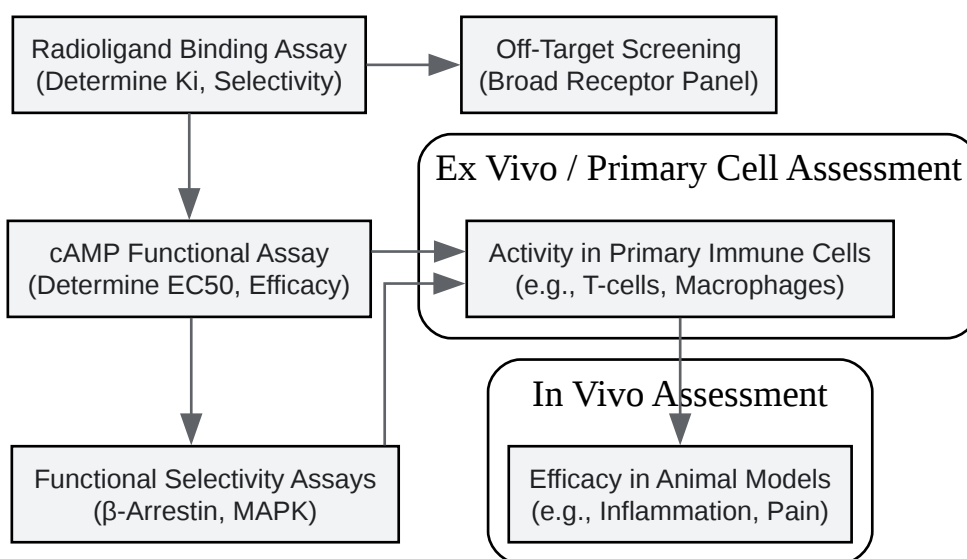 Radioligand Binding Assay
(Determine Ki, Selectivity)
Off-Target Screening
(Broad Receptor Panel)
Ex Vivo / Primary Cell Assessment
cAMP Functional Assay
(Determine EC50, Efficacy)
Activity in Primary Immune Cells
(e.g., T-cells, Macrophages)
In Vivo Assessment
Functional Selectivity Assays
(β-Arrestin, MAPK)
Efficacy in Animal Models
(e.g., Inflammation, Pain)